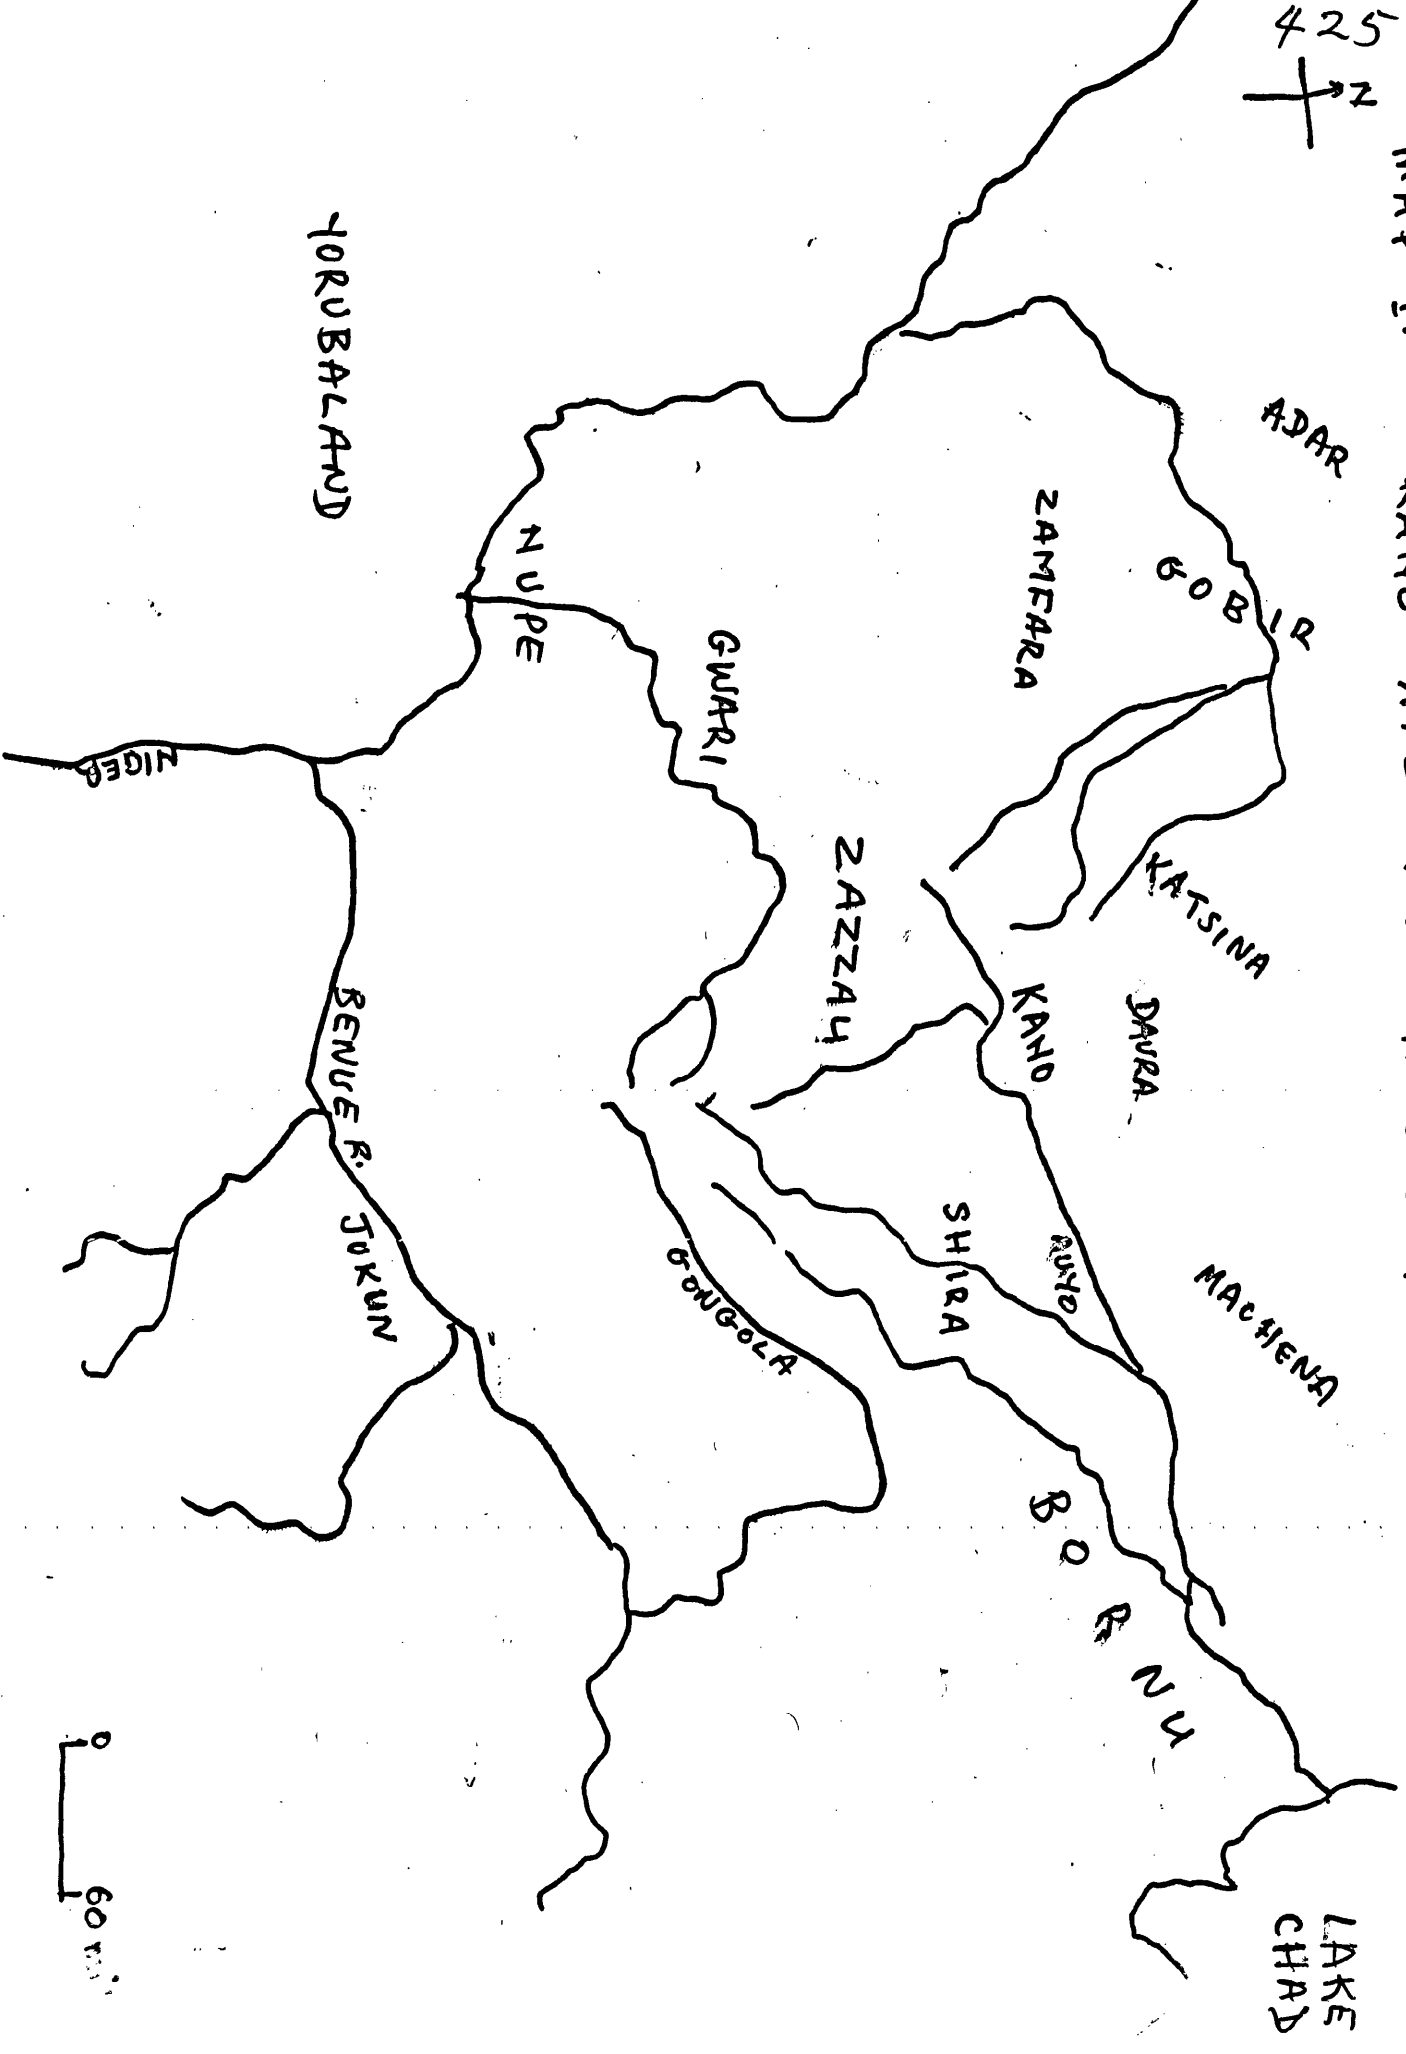 425
N
ADAR
GOBIR
ZAMFARA
KATSINA
DAURA
MACHENA
LAKE
CHAD
KANO
AUYO
SHIRA
BORNU
ZAZZAU
GWARI
NUPE
GONGOLA
YORUBALAND
BENUE R.
JUKUN
NIGER
0 60 mi.